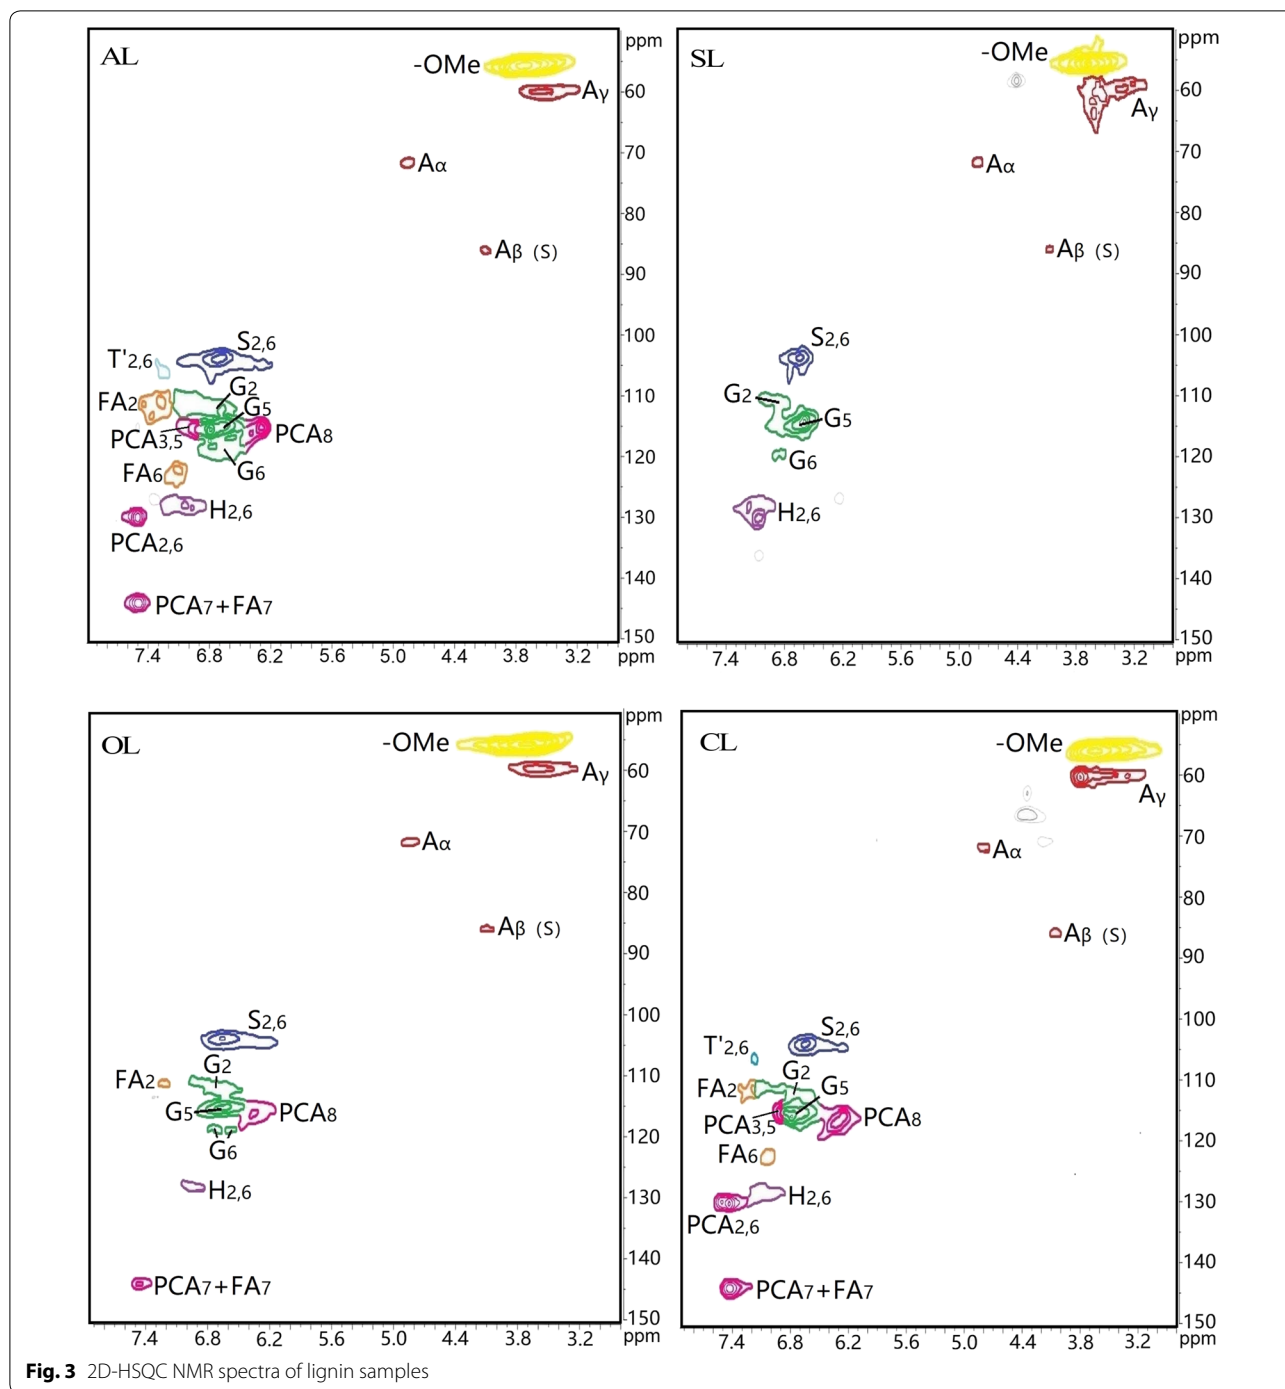 AL
-OMe
Aγ
Aα
Aβ (S)
S2,6
T'2,6
G2
FA2
G5
PCA3,5
PCA8
FA6
G6
H2,6
PCA2,6
PCA7+FA7
ppm
60
70
80
90
100
110
120
130
140
150
7.4 6.8 6.2 5.6 5.0 4.4 3.8 3.2 ppm
SL
-OMe
Aγ
Aα
Aβ (S)
S2,6
G2
G5
G6
H2,6
ppm
60
70
80
90
100
110
120
130
140
150
7.4 6.8 6.2 5.6 5.0 4.4 3.8 3.2 ppm
OL
-OMe
Aγ
Aα
Aβ (S)
S2,6
G2
FA2
G5
PCA8
G6
H2,6
PCA7+FA7
ppm
60
70
80
90
100
110
120
130
140
150
7.4 6.8 6.2 5.6 5.0 4.4 3.8 3.2 ppm
CL
-OMe
Aγ
Aα
Aβ (S)
S2,6
T'2,6
G2
FA2
G5
PCA3,5
PCA8
FA6
H2,6
PCA2,6
PCA7+FA7
ppm
60
70
80
90
100
110
120
130
140
150
7.4 6.8 6.2 5.6 5.0 4.4 3.8 3.2 ppm
Fig. 3 2D-HSQC NMR spectra of lignin samples